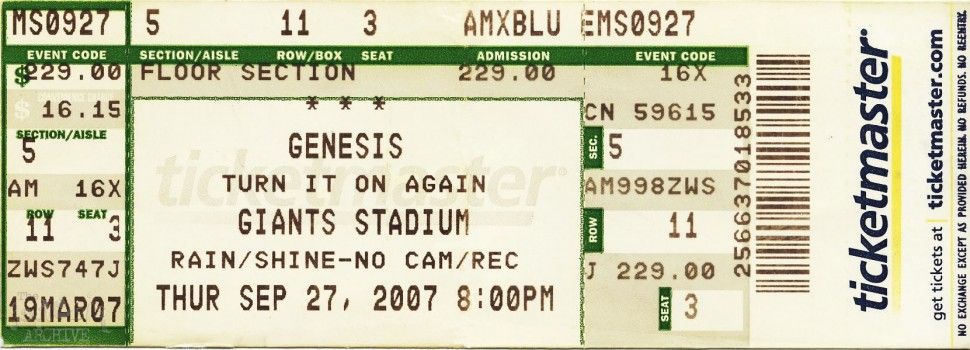 MS0927 5 11 3 AMXBLU EMS0927
EVENT CODE SECTION/AISLE ROW/BOX SEAT ADMISSION EVENT CODE
$229.00 FLOOR SECTION 229.00 16X
$ 16.15
SECTION/AISLE
5
AM 16X
ROW SEAT
11 3
ZWS747J
19MAR07
ARCHIVE
* * *
GENESIS
TURN IT ON AGAIN
GIANTS STADIUM
RAIN/SHINE-NO CAM/REC
THUR SEP 27, 2007 8:00PM
ticketmaster
CN 59615
SEC. 5
AM998ZWS
ROW 11
J 229.00
SEAT 3
256637018533
ticketmaster
get tickets at | ticketmaster.com
NO EXCHANGE EXCEPT AS PROVIDED HEREIN. NO REFUNDS. NO REENTRY.